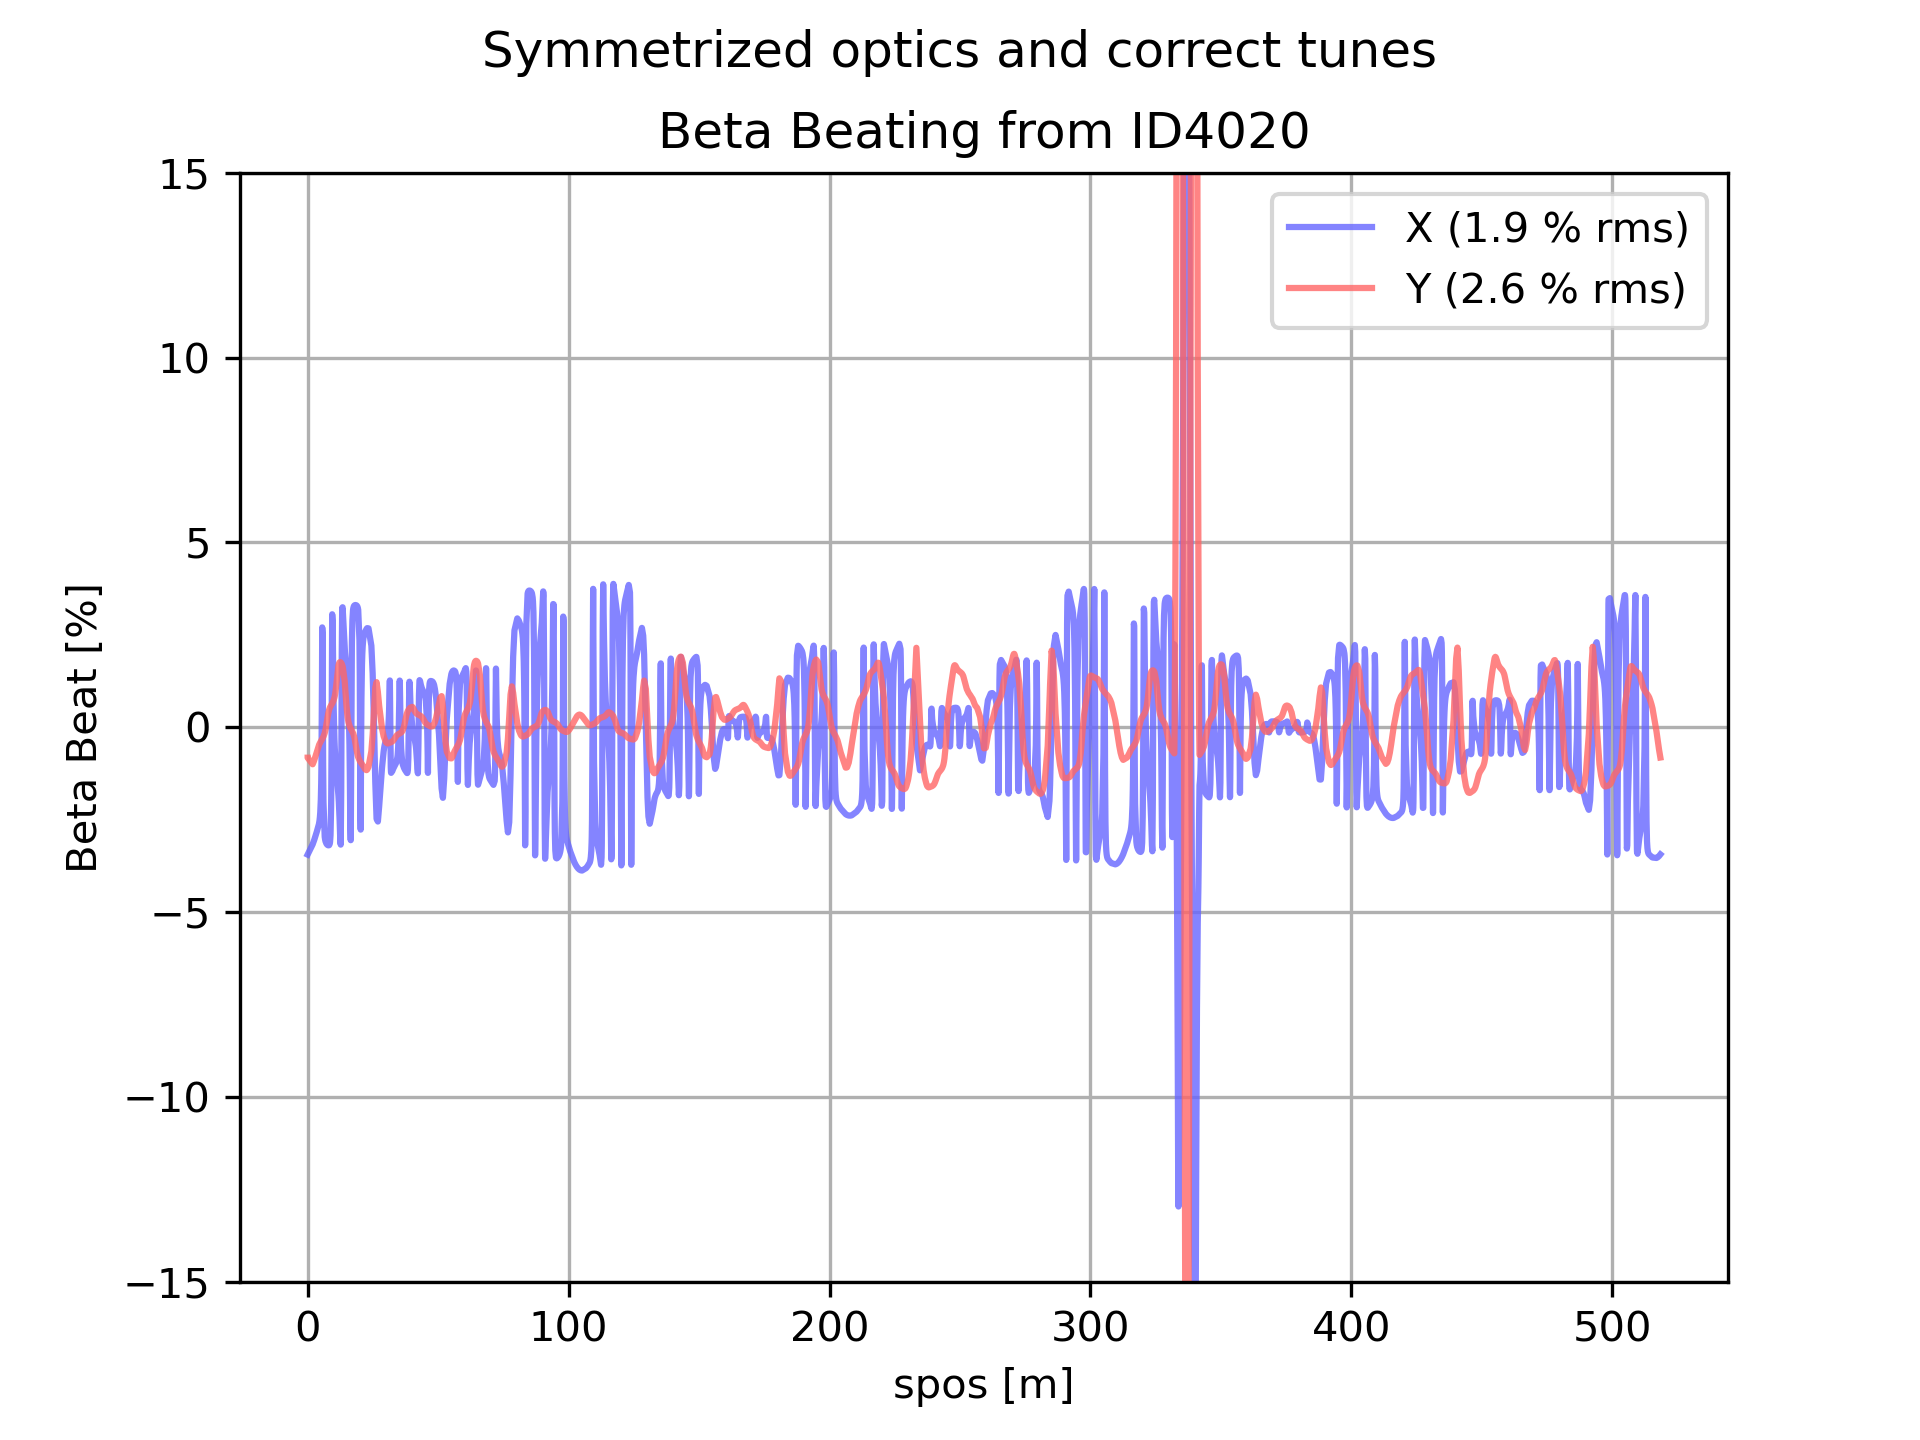 Symmetrized optics and correct tunes
Beta Beating from ID4020
15
10
5
0
−5
−10
−15
Beta Beat [%]
X (1.9 % rms)
Y (2.6 % rms)
0 100 200 300 400 500
spos [m]